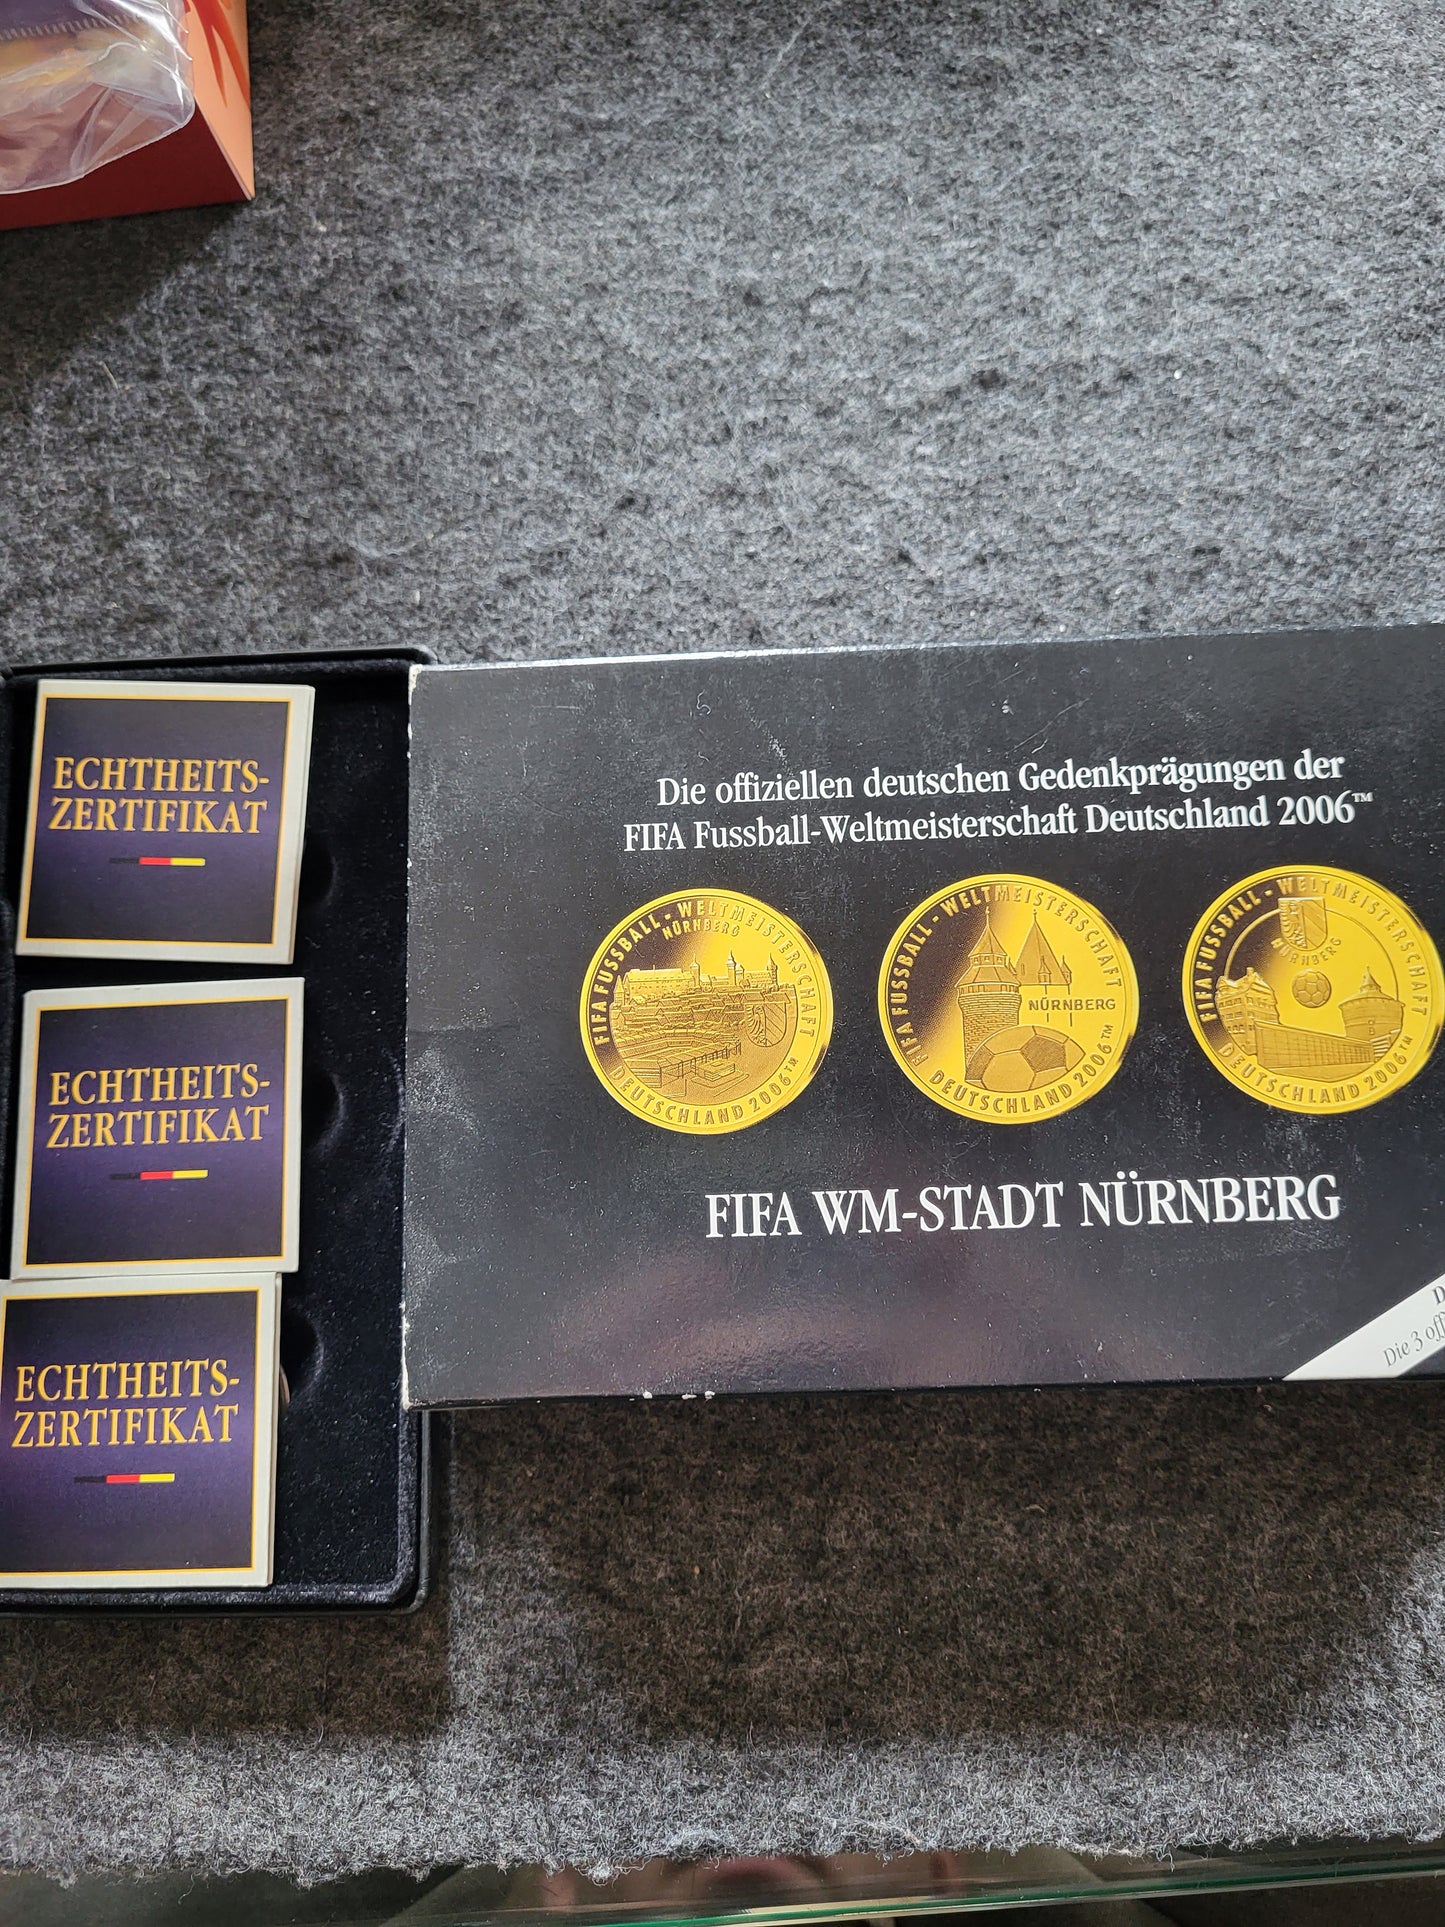 ECHTHEITS-
ZERTIFIKAT
ECHTHEITS-
ZERTIFIKAT
ECHTHEITS-
ZERTIFIKAT
Die offiziellen deutschen Gedenkprägungen der
FIFA Fussball-Weltmeisterschaft Deutschland 2006™
FIFA FUSSBALL - WELTMEISTERSCHAFT
NÜRNBERG
DEUTSCHLAND 2006™
FIFA FUSSBALL - WELTMEISTERSCHAFT
NÜRNBERG
DEUTSCHLAND 2006™
FIFA FUSSBALL - WELTMEISTERSCHAFT
NÜRNBERG
DEUTSCHLAND 2006™
FIFA WM-STADT NÜRNBERG
Die 3